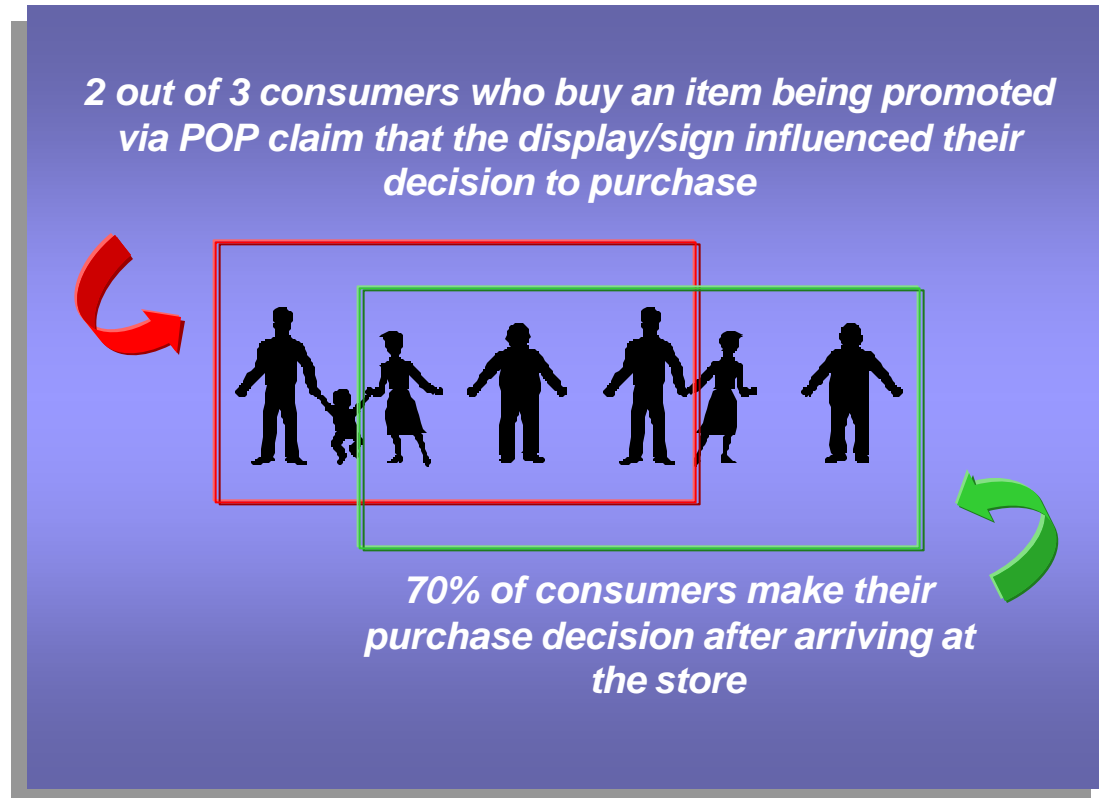 2 out of 3 consumers who buy an item being promoted
via POP claim that the display/sign influenced their
decision to purchase
70% of consumers make their
purchase decision after arriving at
the store